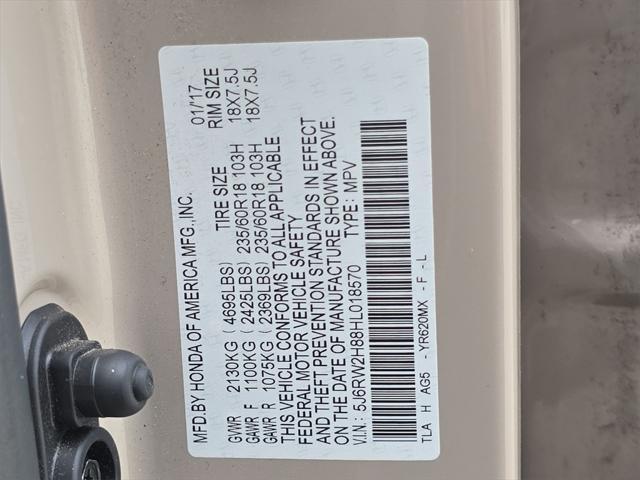 MFD.BY HONDA OF AMERICA MFG.,INC. 01/17
TIRE SIZE RIM SIZE
GVWR 2130KG ( 4695LBS)
GAWR F 1100KG ( 2425LBS) 235/60R18 103H 18X7.5J
GAWR R 1075KG ( 2369LBS) 235/60R18 103H 18X7.5J
THIS VEHICLE CONFORMS TO ALL APPLICABLE
FEDERAL MOTOR VEHICLE SAFETY
AND THEFT PREVENTION STANDARDS IN EFFECT
ON THE DATE OF MANUFACTURE SHOWN ABOVE.
V.I.N: 5J6RW2H88HL018570 TYPE: MPV
TLA H AG5 - YR620MX - F - L